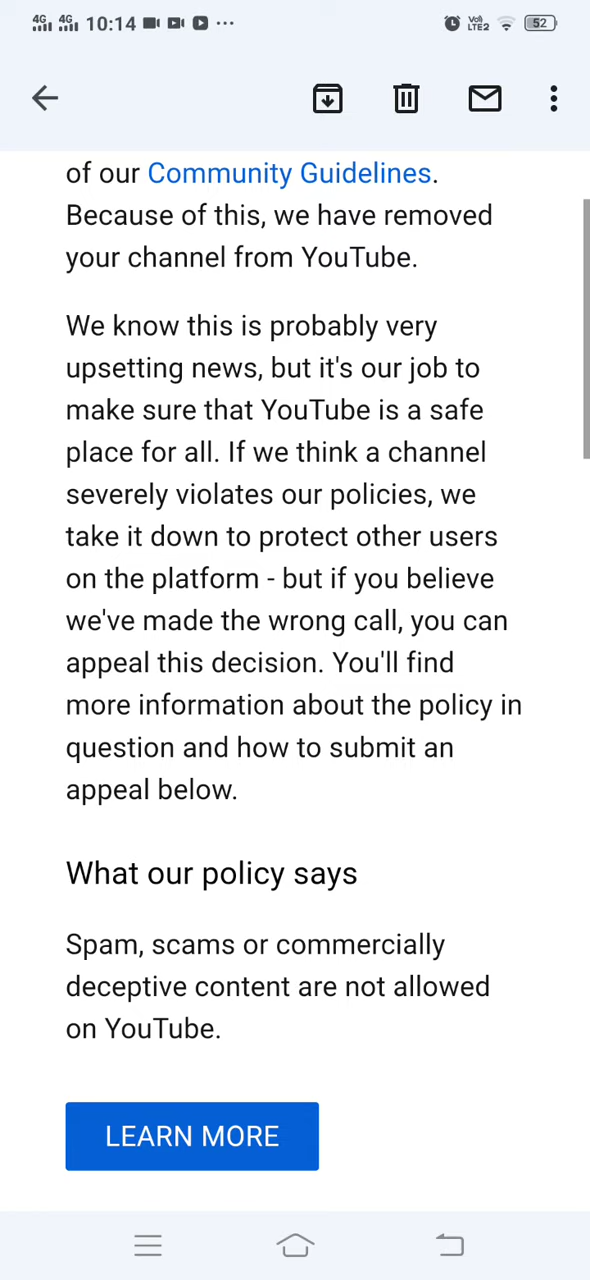 4G 4G 10:14 Vo) LTE2 52
of our Community Guidelines.
Because of this, we have removed
your channel from YouTube.
We know this is probably very
upsetting news, but it's our job to
make sure that YouTube is a safe
place for all. If we think a channel
severely violates our policies, we
take it down to protect other users
on the platform - but if you believe
we've made the wrong call, you can
appeal this decision. You'll find
more information about the policy in
question and how to submit an
appeal below.
What our policy says
Spam, scams or commercially
deceptive content are not allowed
on YouTube.
LEARN MORE